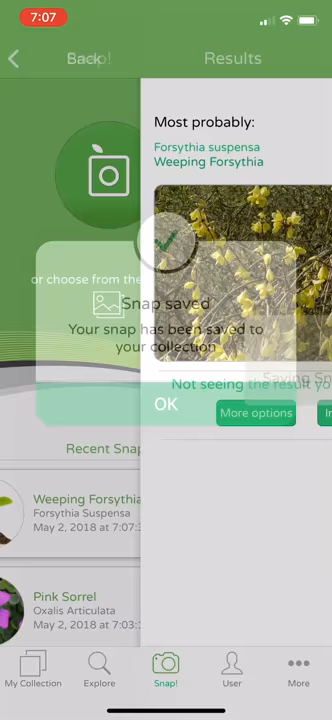 7:07
Back
Snap!
Results
Most probably:
Forsythia suspensa
Weeping Forsythia
or choose from the
Snap saved
Your snap has been saved to
your collection
Saving Sn
Not seeing the result yo
OK
More options
Recent Snap
Weeping Forsythia
Forsythia Suspensa
May 2, 2018 at 7:07:
Pink Sorrel
Oxalis Articulata
May 2, 2018 at 7:03:
My Collection
Explore
Snap!
User
More